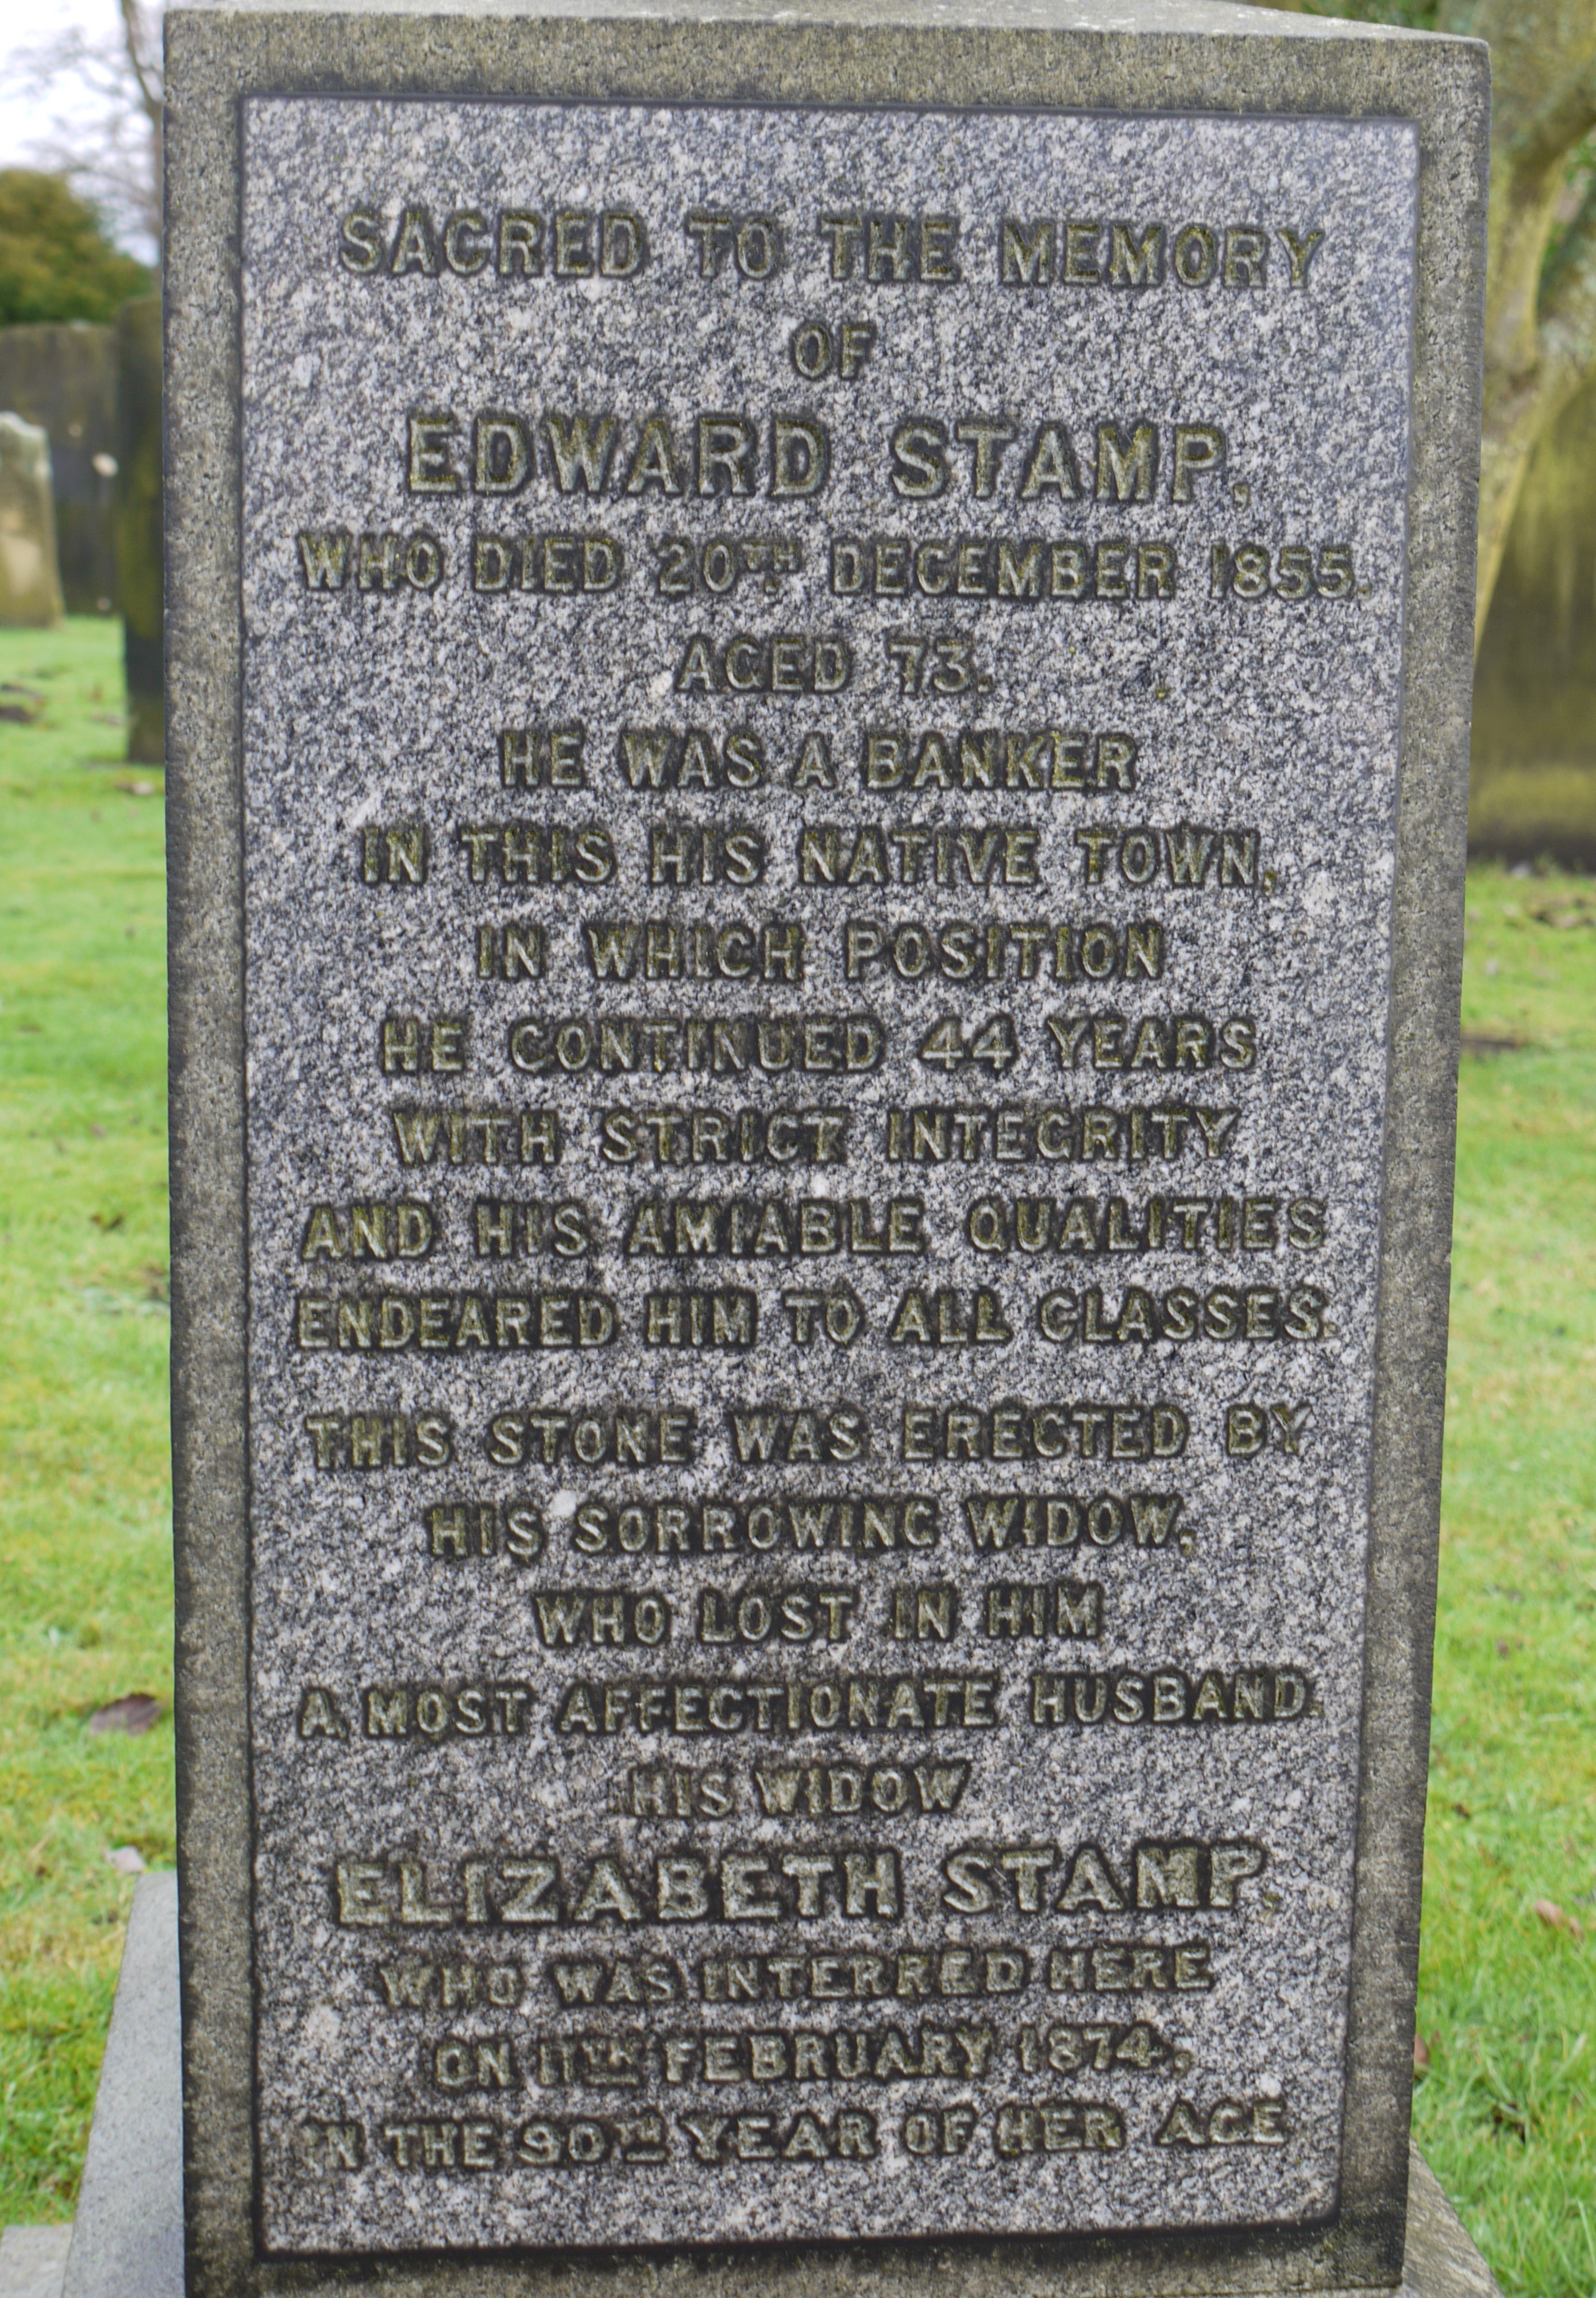 SACRED TO THE MEMORY
OF
EDWARD STAMP,
WHO DIED 20TH DECEMBER 1855.
AGED 73.
HE WAS A BANKER
IN THIS HIS NATIVE TOWN,
IN WHICH POSITION
HE CONTINUED 44 YEARS
WITH STRICT INTEGRITY
AND HIS AMIABLE QUALITIES
ENDEARED HIM TO ALL CLASSES.
THIS STONE WAS ERECTED BY
HIS SORROWING WIDOW,
WHO LOST IN HIM
A MOST AFFECTIONATE HUSBAND.
HIS WIDOW
ELIZABETH STAMP,
WHO WAS INTERRED HERE
ON 11TH FEBRUARY 1874,
IN THE 90TH YEAR OF HER AGE